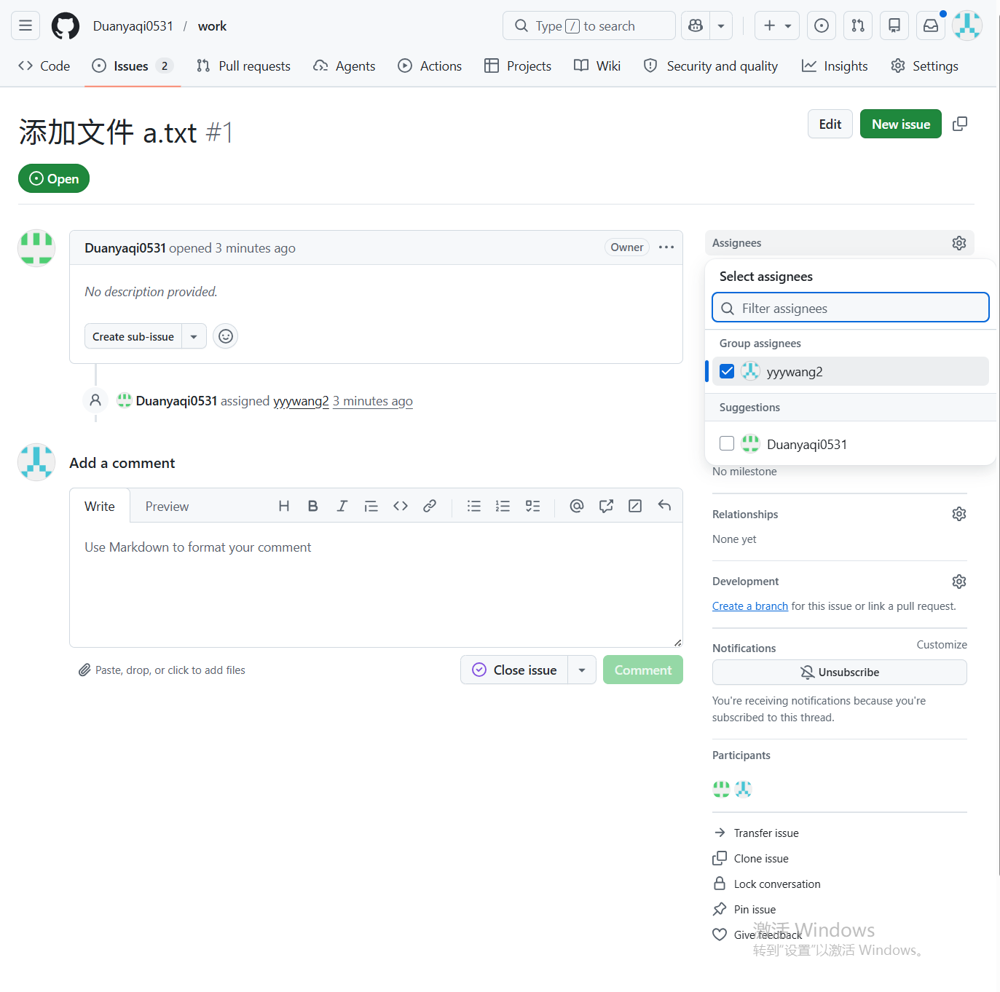 Duanyaqi0531 / work
Type / to search
Code
Issues 2
Pull requests
Agents
Actions
Projects
Wiki
Security and quality
Insights
Settings
添加文件 a.txt #1
Edit
New issue
Open
Duanyaqi0531 opened 3 minutes ago
Owner
No description provided.
Create sub-issue
Duanyaqi0531 assigned yyywang2 3 minutes ago
Add a comment
Write
Preview
Use Markdown to format your comment
Paste, drop, or click to add files
Close issue
Comment
Assignees
Select assignees
Filter assignees
Group assignees
yyywang2
Suggestions
Duanyaqi0531
No milestone
Relationships
None yet
Development
Create a branch for this issue or link a pull request.
Notifications
Customize
Unsubscribe
You're receiving notifications because you're
subscribed to this thread.
Participants
Transfer issue
Clone issue
Lock conversation
Pin issue
Give feedback
激活 Windows
转到“设置”以激活 Windows。